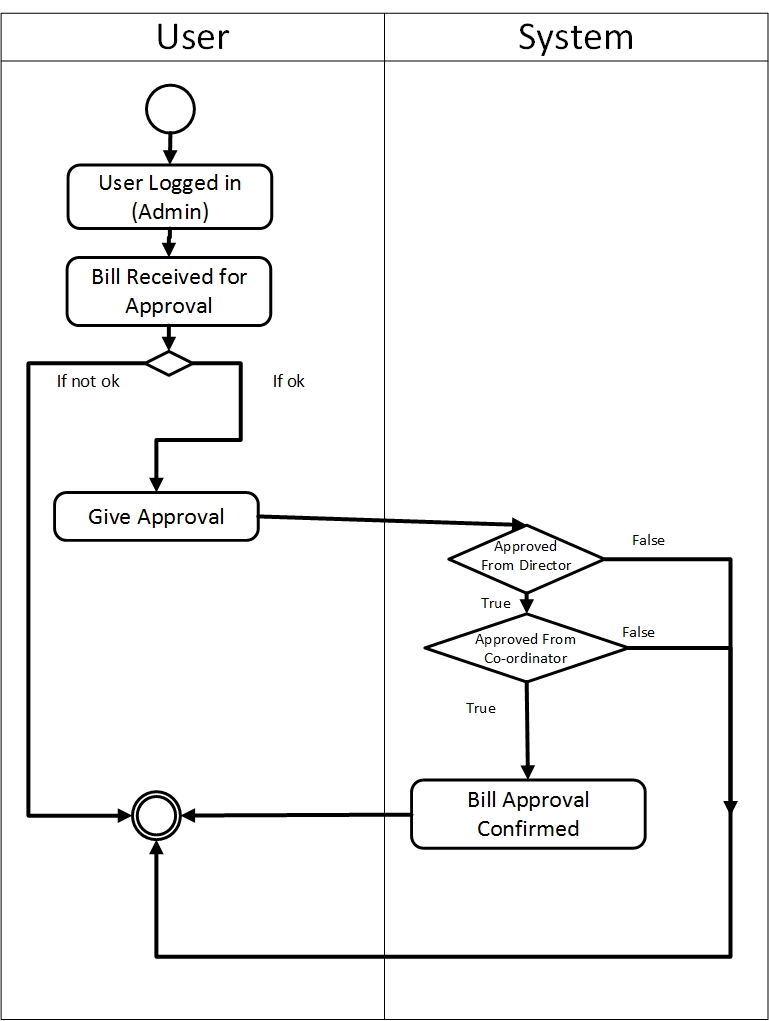 User
System
User Logged in
(Admin)
Bill Received for
Approval
If not ok
If ok
Give Approval
Approved
From Director
False
True
Approved From
Co-ordinator
False
True
Bill Approval
Confirmed